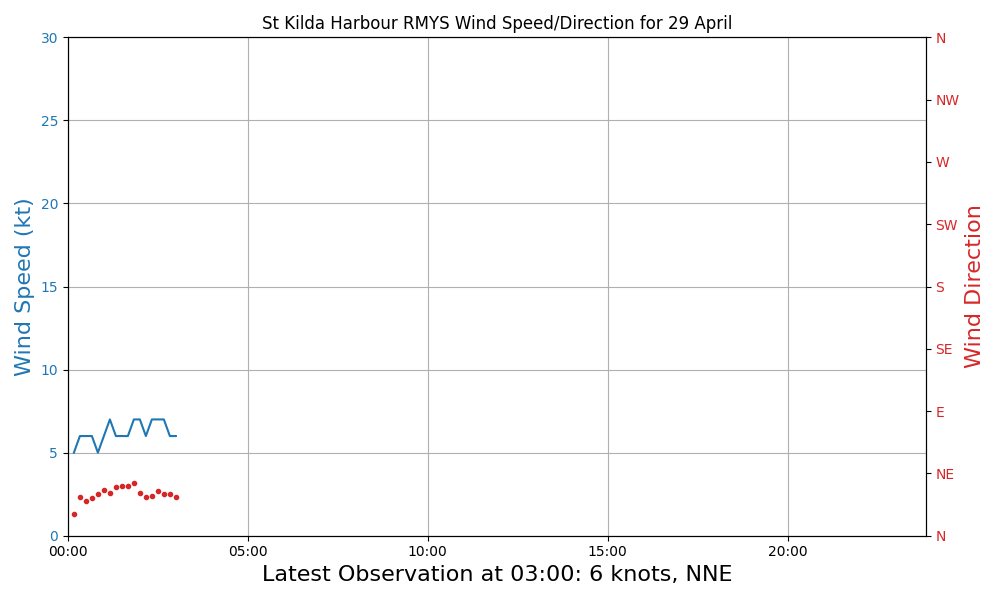 St Kilda Harbour RMYS Wind Speed/Direction for 29 April
30
25
20
15
10
5
0
Wind Speed (kt)
N
NW
W
SW
S
SE
E
NE
N
Wind Direction
00:00
05:00
10:00
15:00
20:00
Latest Observation at 03:00: 6 knots, NNE